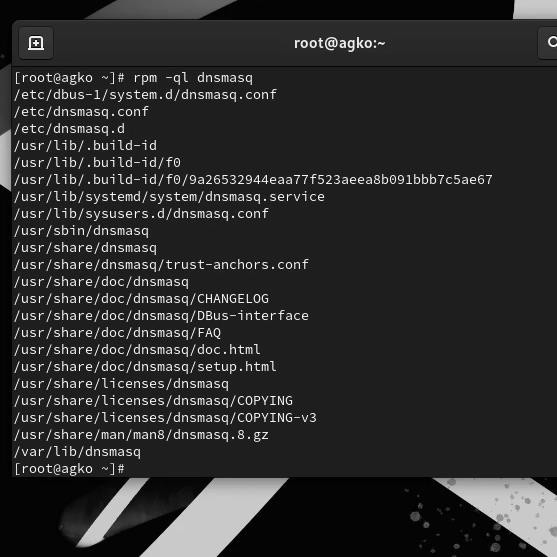 root@agko:~
[root@agko ~]# rpm -ql dnsmasq
/etc/dbus-1/system.d/dnsmasq.conf
/etc/dnsmasq.conf
/etc/dnsmasq.d
/usr/lib/.build-id
/usr/lib/.build-id/f0
/usr/lib/.build-id/f0/9a26532944eaa77f523aeea8b091bbb7c5ae67
/usr/lib/systemd/system/dnsmasq.service
/usr/lib/sysusers.d/dnsmasq.conf
/usr/sbin/dnsmasq
/usr/share/dnsmasq
/usr/share/dnsmasq/trust-anchors.conf
/usr/share/doc/dnsmasq
/usr/share/doc/dnsmasq/CHANGELOG
/usr/share/doc/dnsmasq/DBus-interface
/usr/share/doc/dnsmasq/FAQ
/usr/share/doc/dnsmasq/doc.html
/usr/share/doc/dnsmasq/setup.html
/usr/share/licenses/dnsmasq
/usr/share/licenses/dnsmasq/COPYING
/usr/share/licenses/dnsmasq/COPYING-v3
/usr/share/man/man8/dnsmasq.8.gz
/var/lib/dnsmasq
[root@agko ~]#